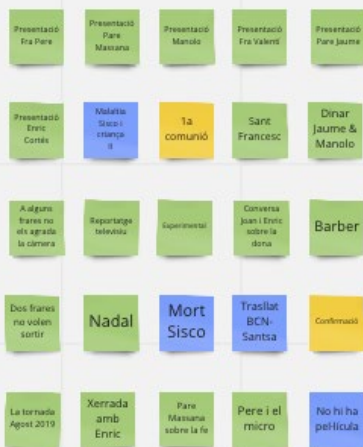 Presentació
Fra Pere
Presentació
Pare
Massana
Presentació
Manolo
Presentació
Fra Valentí
Presentació
Pare Jaume
Presentació
Enric
Cortés
Malaltia
Sisco i
criança
II
1a
comunió
Sant
Francesc
Dinar
Jaume &
Manolo
A alguns
frares no
els agrada
la càmera
Reportatge
televisiu
Experimental
Conversa
Joan i Enric
sobre la
dona
Barber
Dos frares
no volen
sortir
Nadal
Mort
Sisco
Trasllat
BCN-
Santsa
Confirmació
La tornada
Agost 2019
Xerrada
amb
Enric
Pare
Massana
sobre la fe
Pere i el
micro
No hi ha
pel·lícula